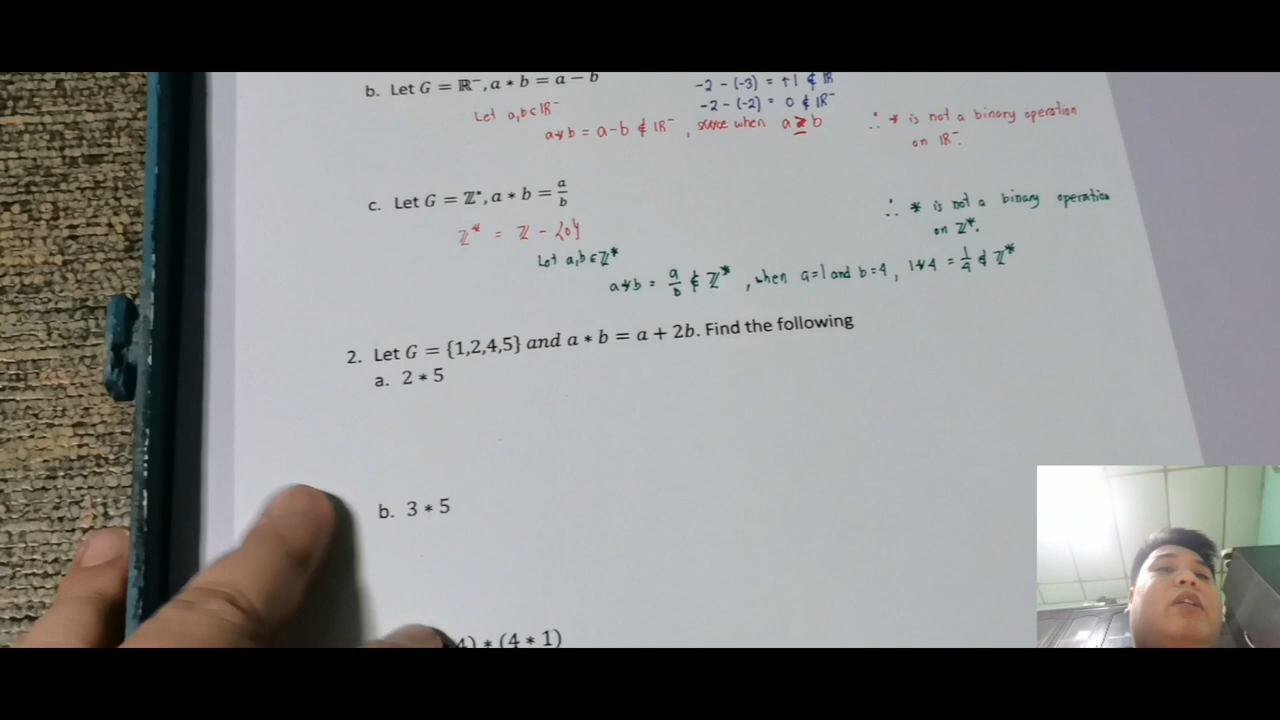 b. Let G = ℝ⁻, a * b = a − b
-2 - (-3) = +1 ∉ ℝ
-2 - (-2) = 0 ∉ ℝ⁻
Let a, b ∈ ℝ⁻
a * b = a - b ∉ ℝ⁻, since when a ≥ b
∴ * is not a binary operation
on ℝ⁻.
c. Let G = ℤ*, a * b = a/b
ℤ* = ℤ - {0}
∴ * is not a binary operation
on ℤ*.
Let a, b ∈ ℤ*
a * b = a/b ∉ ℤ*, when a = 1 and b = 4, 1 * 4 = 1/4 ∉ ℤ*
2. Let G = {1,2,4,5} and a * b = a + 2b. Find the following
a. 2 * 5
b. 3 * 5
4) * (4 * 1)